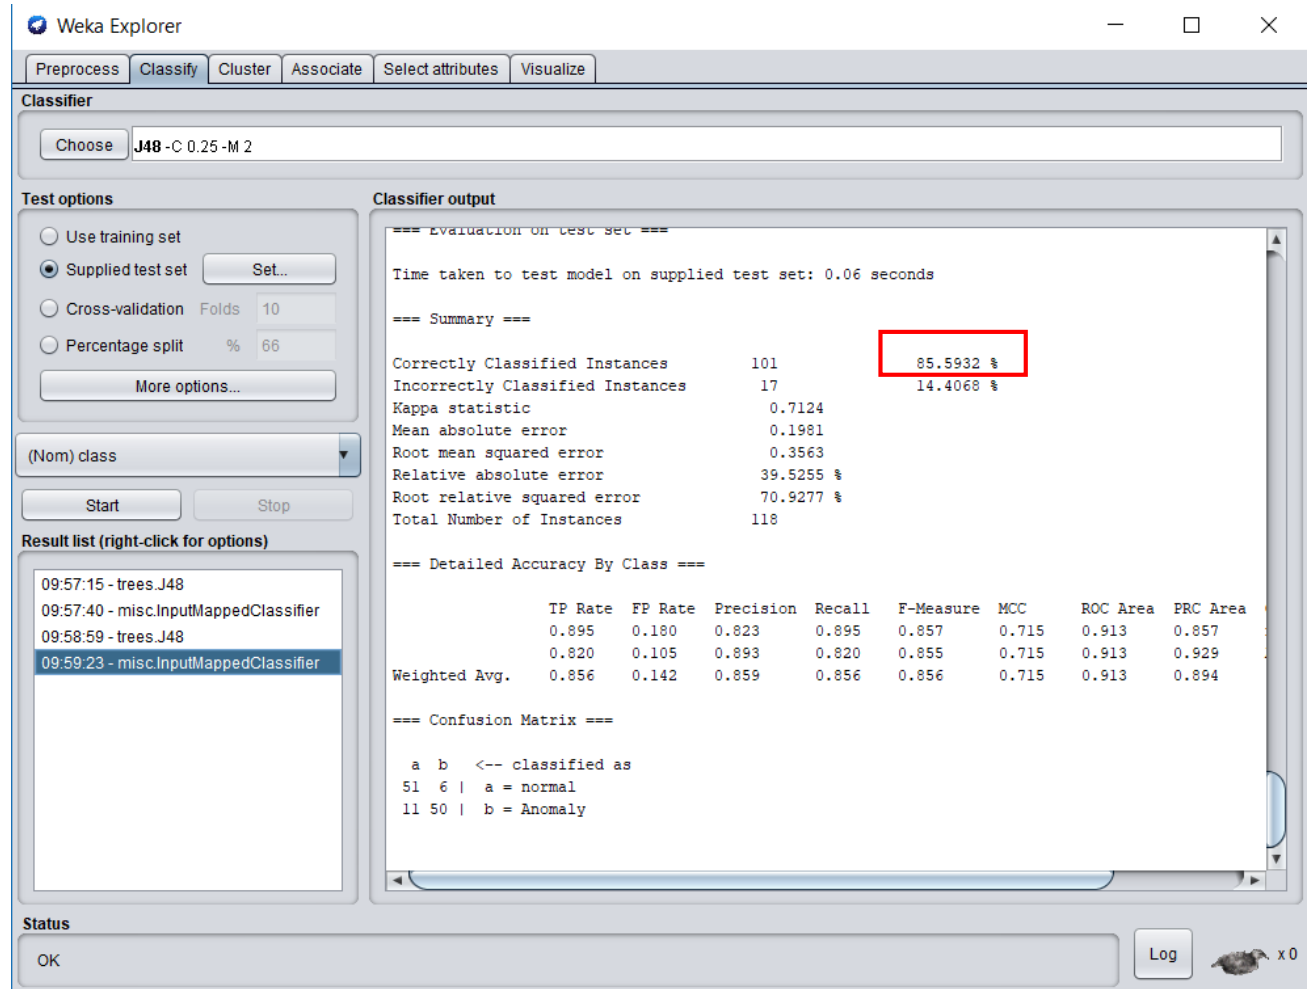 Weka Explorer
Preprocess Classify Cluster Associate Select attributes Visualize
Classifier
Choose J48 -C 0.25 -M 2
Test options
Use training set
Supplied test set Set...
Cross-validation Folds 10
Percentage split % 66
More options...
(Nom) class
Start Stop
Result list (right-click for options)
09:57:15 - trees.J48
09:57:40 - misc.InputMappedClassifier
09:58:59 - trees.J48
09:59:23 - misc.InputMappedClassifier
Classifier output
=== Evaluation on test set ===
Time taken to test model on supplied test set: 0.06 seconds
=== Summary ===
Correctly Classified Instances 101 85.5932 %
Incorrectly Classified Instances 17 14.4068 %
Kappa statistic 0.7124
Mean absolute error 0.1981
Root mean squared error 0.3563
Relative absolute error 39.5255 %
Root relative squared error 70.9277 %
Total Number of Instances 118
=== Detailed Accuracy By Class ===
TP Rate FP Rate Precision Recall F-Measure MCC ROC Area PRC Area
0.895 0.180 0.823 0.895 0.857 0.715 0.913 0.857
0.820 0.105 0.893 0.820 0.855 0.715 0.913 0.929
Weighted Avg. 0.856 0.142 0.859 0.856 0.856 0.715 0.913 0.894
=== Confusion Matrix ===
a b <-- classified as
51 6 | a = normal
11 50 | b = Anomaly
Status
OK
Log x 0